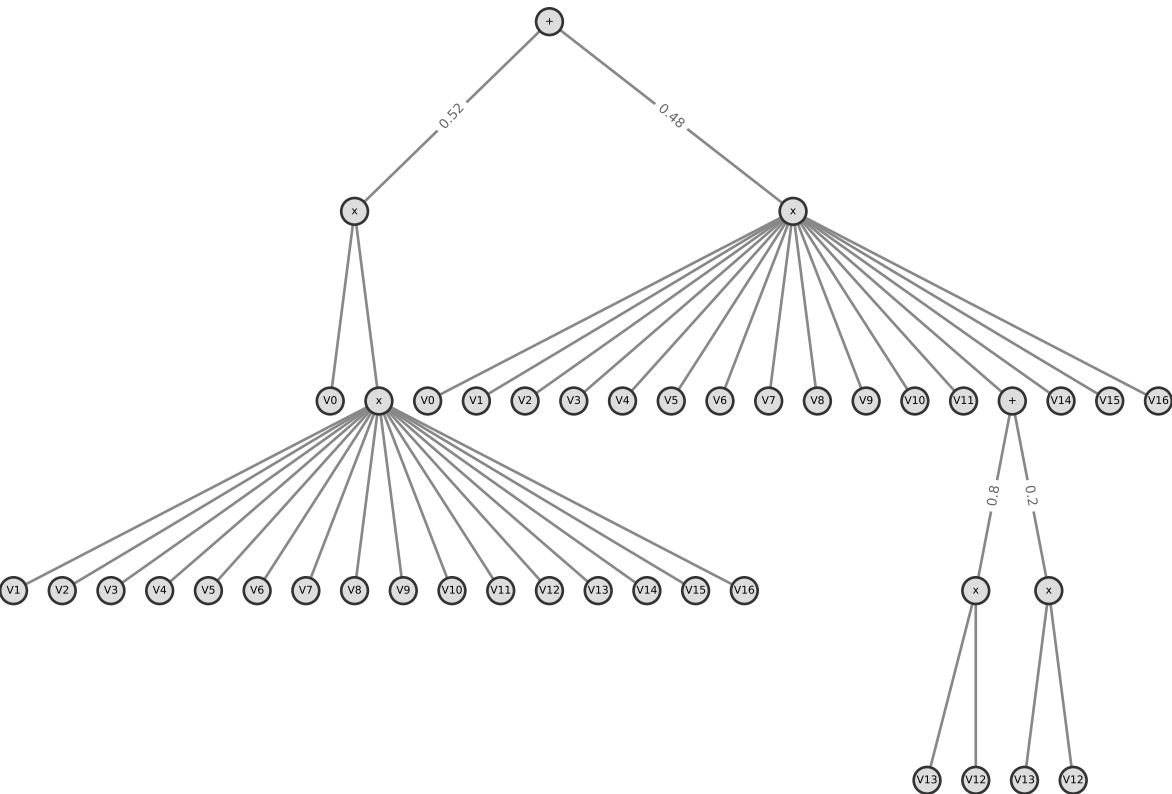 +
0.52 0.48
x x
V0 x V0 V1 V2 V3 V4 V5 V6 V7 V8 V9 V10 V11 + V14 V15 V16
0.8 0.2
V1 V2 V3 V4 V5 V6 V7 V8 V9 V10 V11 V12 V13 V14 V15 V16 x x
V13 V12 V13 V12